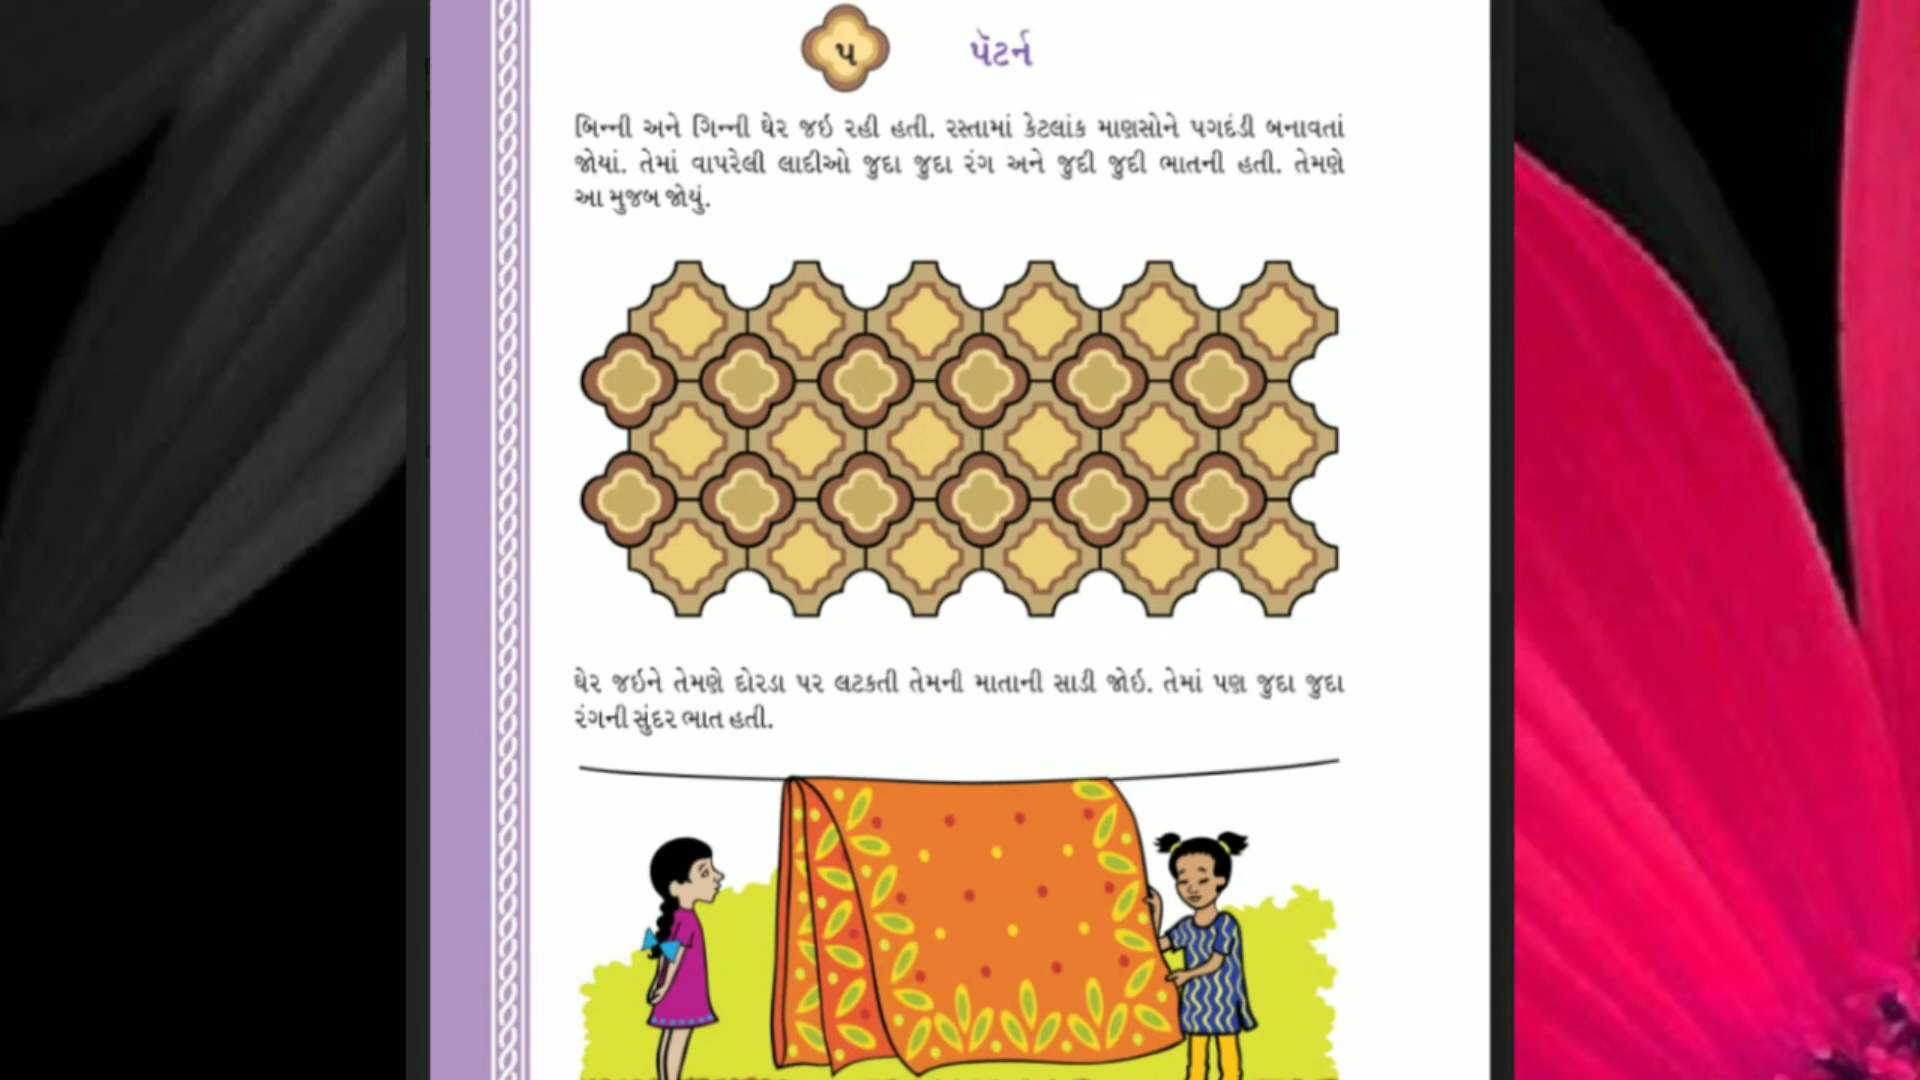 ૫ પૅટર્ન
બિન્ની અને ગિન્ની ઘેર જઇ રહી હતી. રસ્તામાં કેટલાંક માણસોને પગદંડી બનાવતાં
જોયાં. તેમાં વાપરેલી લાદીઓ જુદા જુદા રંગ અને જુદી જુદી ભાતની હતી. તેમણે
આ મુજબ જોયું.
ઘેર જઇને તેમણે દોરડા પર લટકતી તેમની માતાની સાડી જોઇ. તેમાં પણ જુદા જુદા
રંગની સુંદર ભાત હતી.